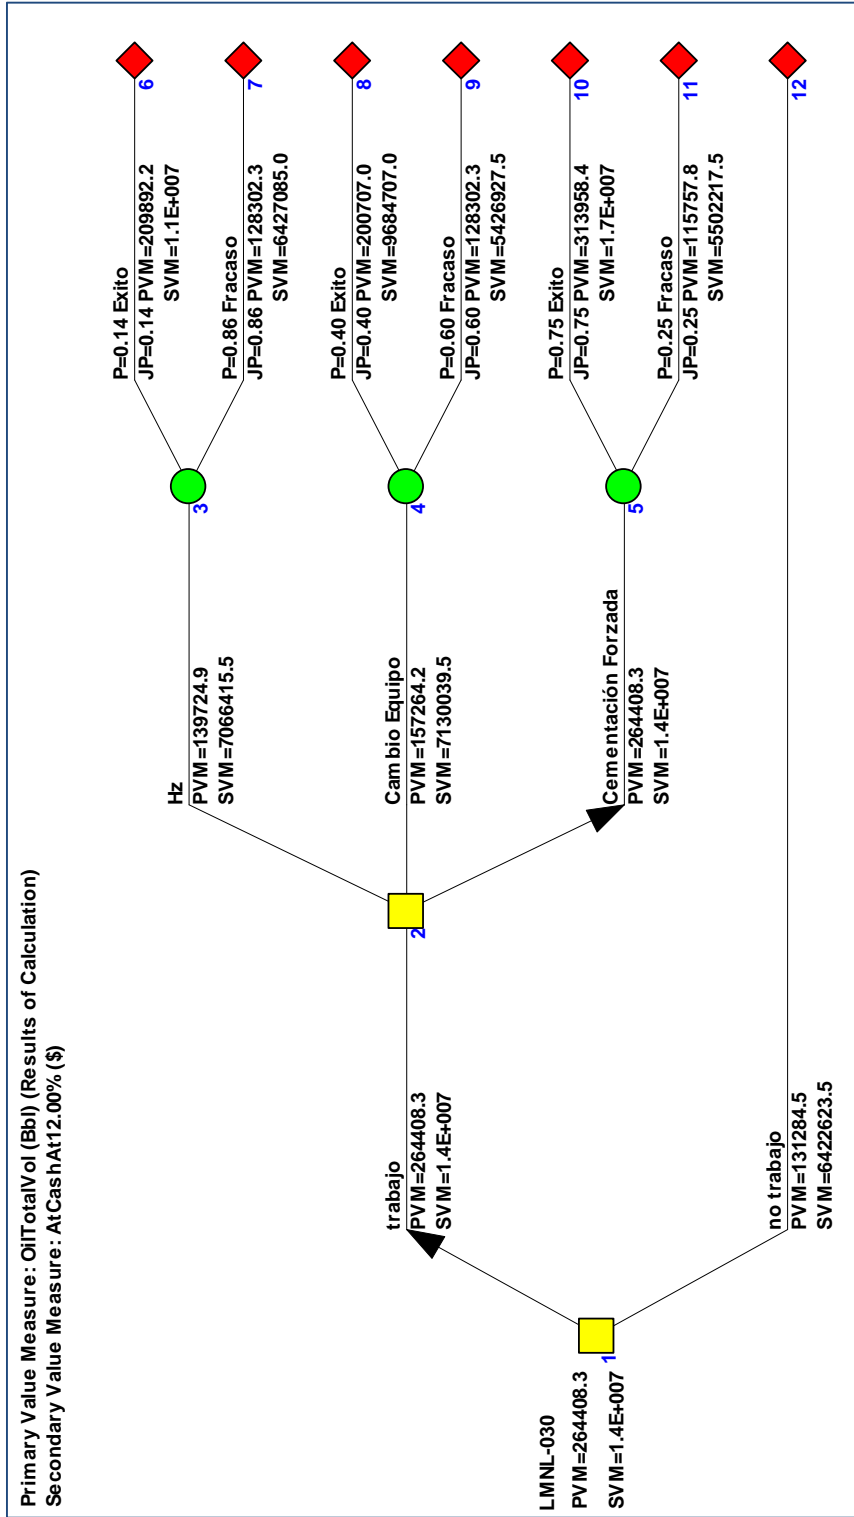 Primary Value Measure: OilTotalVol (Bbl) (Results of Calculation)
Secondary Value Measure: AtCashAt12.00% ($)
LMNL-030
PVM=264408.3
SVM=1.4E+007
1
trabajo
PVM=264408.3
SVM=1.4E+007
2
Hz
PVM=139724.9
SVM=7066415.5
3
P=0.14 Exito
JP=0.14 PVM=209892.2
SVM=1.1E+007
6
P=0.86 Fracaso
JP=0.86 PVM=128302.3
SVM=6427085.0
7
Cambio Equipo
PVM=157264.2
SVM=7130039.5
4
P=0.40 Exito
JP=0.40 PVM=200707.0
SVM=9684707.0
8
P=0.60 Fracaso
JP=0.60 PVM=128302.3
SVM=5426927.5
9
Cementación Forzada
PVM=264408.3
SVM=1.4E+007
5
P=0.75 Exito
JP=0.75 PVM=313958.4
SVM=1.7E+007
10
P=0.25 Fracaso
JP=0.25 PVM=115757.8
SVM=5502217.5
11
no trabajo
PVM=131284.5
SVM=6422623.5
12